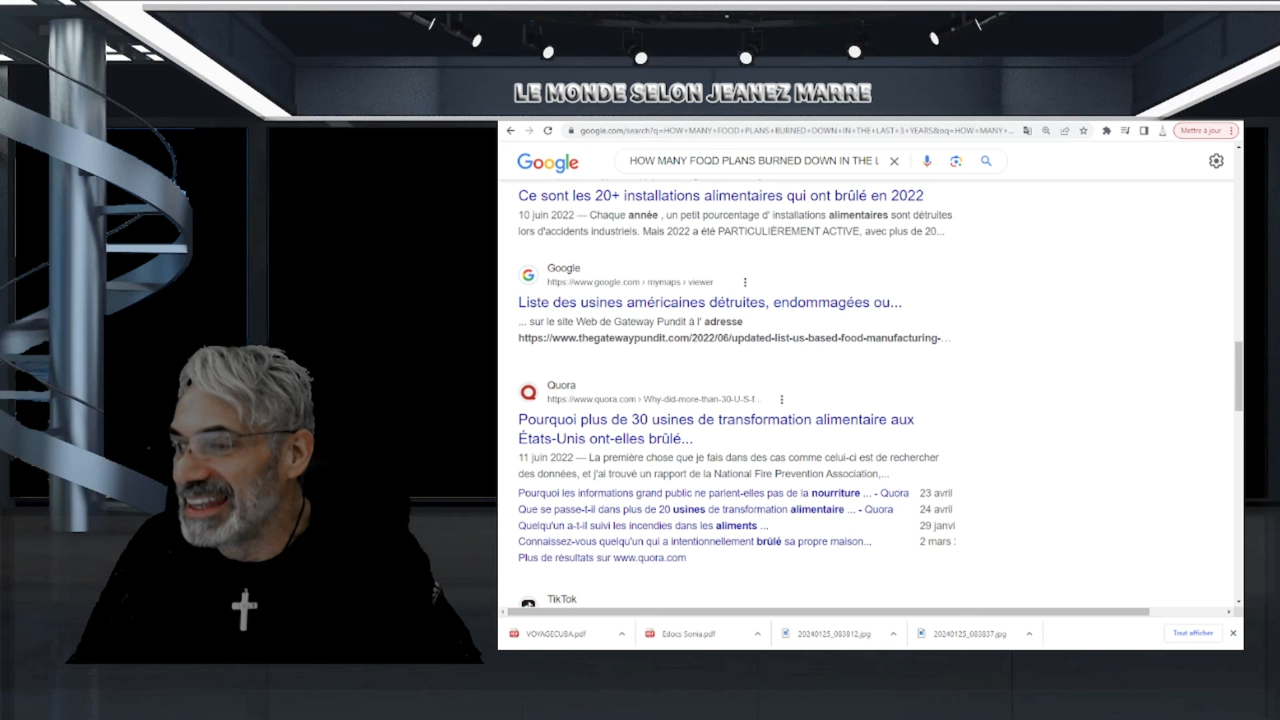 LE MONDE SELON JEANEZ MARRE
google.com/search?q=HOW+MANY+FOOD+PLANS+BURNED+DOWN+IN+THE+LAST+3+YEARS&oq=HOW+MANY+...
Mettre à jour
Google
HOW MANY FOOD PLANS BURNED DOWN IN THE L
Ce sont les 20+ installations alimentaires qui ont brûlé en 2022
10 juin 2022 — Chaque année , un petit pourcentage d' installations alimentaires sont détruites
lors d'accidents industriels. Mais 2022 a été PARTICULIÈREMENT ACTIVE, avec plus de 20...
Google
https://www.google.com › mymaps › viewer
Liste des usines américaines détruites, endommagées ou...
... sur le site Web de Gateway Pundit à l' adresse
https://www.thegatewaypundit.com/2022/06/updated-list-us-based-food-manufacturing-...
Quora
https://www.quora.com › Why-did-more-than-30-U-S-f...
Pourquoi plus de 30 usines de transformation alimentaire aux
États-Unis ont-elles brûlé...
11 juin 2022 — La première chose que je fais dans des cas comme celui-ci est de rechercher
des données, et j'ai trouvé un rapport de la National Fire Prevention Association,...
Pourquoi les informations grand public ne parlent-elles pas de la nourriture ... - Quora 23 avril
Que se passe-t-il dans plus de 20 usines de transformation alimentaire ... - Quora 24 avril
Quelqu'un a-t-il suivi les incendies dans les aliments ... 29 janvi
Connaissez-vous quelqu'un qui a intentionnellement brûlé sa propre maison... 2 mars :
Plus de résultats sur www.quora.com
TikTok
VOYAGECUBA.pdf Edocs Sonia.pdf 20240125_083812.jpg 20240125_083837.jpg Tout afficher